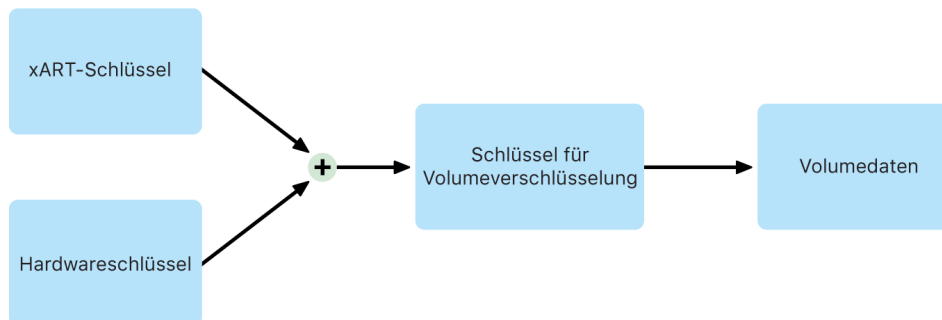 xART-Schlüssel
Hardwareschlüssel
+
Schlüssel für
Volumeverschlüsselung
Volumedaten